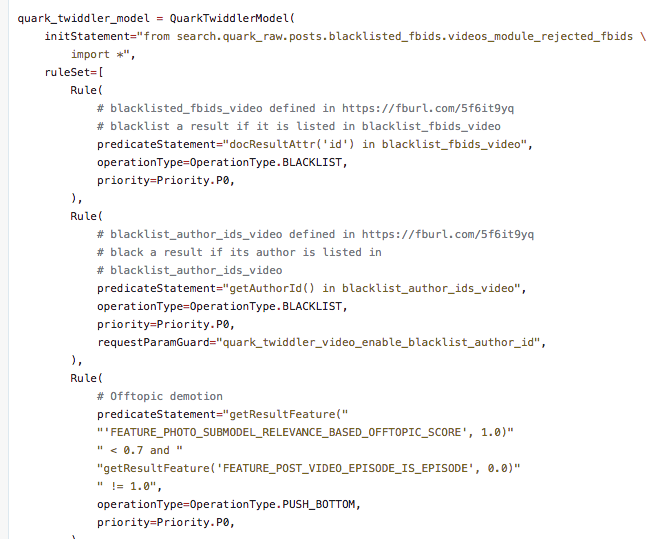 quark_twiddler_model = QuarkTwiddlerModel(
    initStatement="from search.quark_raw.posts.blacklisted_fbids.videos_module_rejected_fbids \
        import *",
    ruleSet=[
        Rule(
            # blacklisted_fbids_video defined in https://fburl.com/5f6it9yq
            # blacklist a result if it is listed in blacklist_fbids_video
            predicateStatement="docResultAttr('id') in blacklist_fbids_video",
            operationType=OperationType.BLACKLIST,
            priority=Priority.P0,
        ),
        Rule(
            # blacklist_author_ids_video defined in https://fburl.com/5f6it9yq
            # black a result if its author is listed in
            # blacklist_author_ids_video
            predicateStatement="getAuthorId() in blacklist_author_ids_video",
            operationType=OperationType.BLACKLIST,
            priority=Priority.P0,
            requestParamGuard="quark_twiddler_video_enable_blacklist_author_id",
        ),
        Rule(
            # Offtopic demotion
            predicateStatement="getResultFeature("
            "'FEATURE_PHOTO_SUBMODEL_RELEVANCE_BASED_OFFTOPIC_SCORE', 1.0)"
            " < 0.7 and "
            "getResultFeature('FEATURE_POST_VIDEO_EPISODE_IS_EPISODE', 0.0)"
            " != 1.0",
            operationType=OperationType.PUSH_BOTTOM,
            priority=Priority.P0,